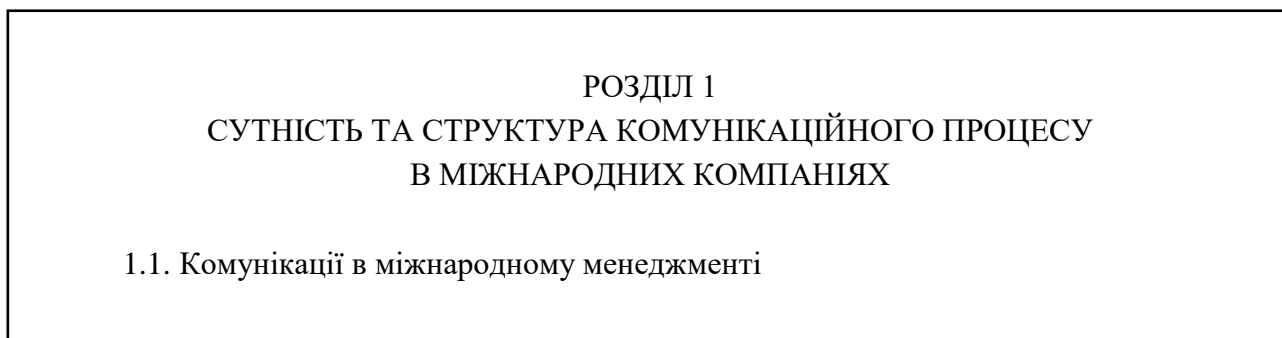 РОЗДІЛ 1
СУТНІСТЬ ТА СТРУКТУРА КОМУНІКАЦІЙНОГО ПРОЦЕСУ
В МІЖНАРОДНИХ КОМПАНІЯХ
1.1. Комунікації в міжнародному менеджменті